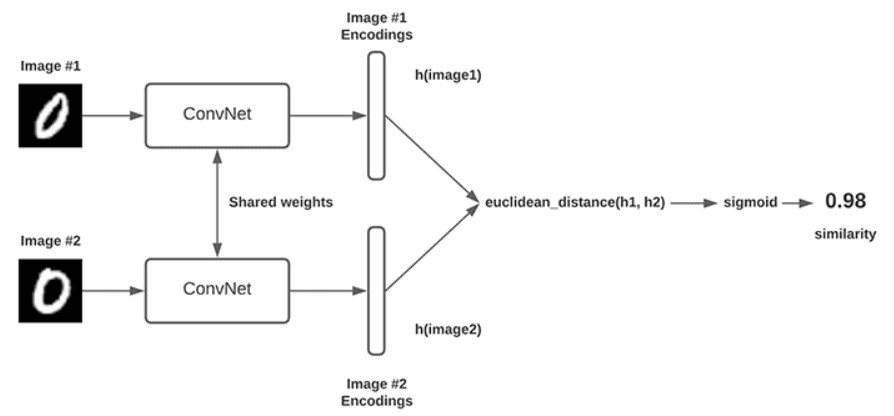 Image #1
Encodings
Image #1
h(image1)
ConvNet
Shared weights
euclidean_distance(h1, h2)
sigmoid
0.98
similarity
Image #2
ConvNet
h(image2)
Image #2
Encodings